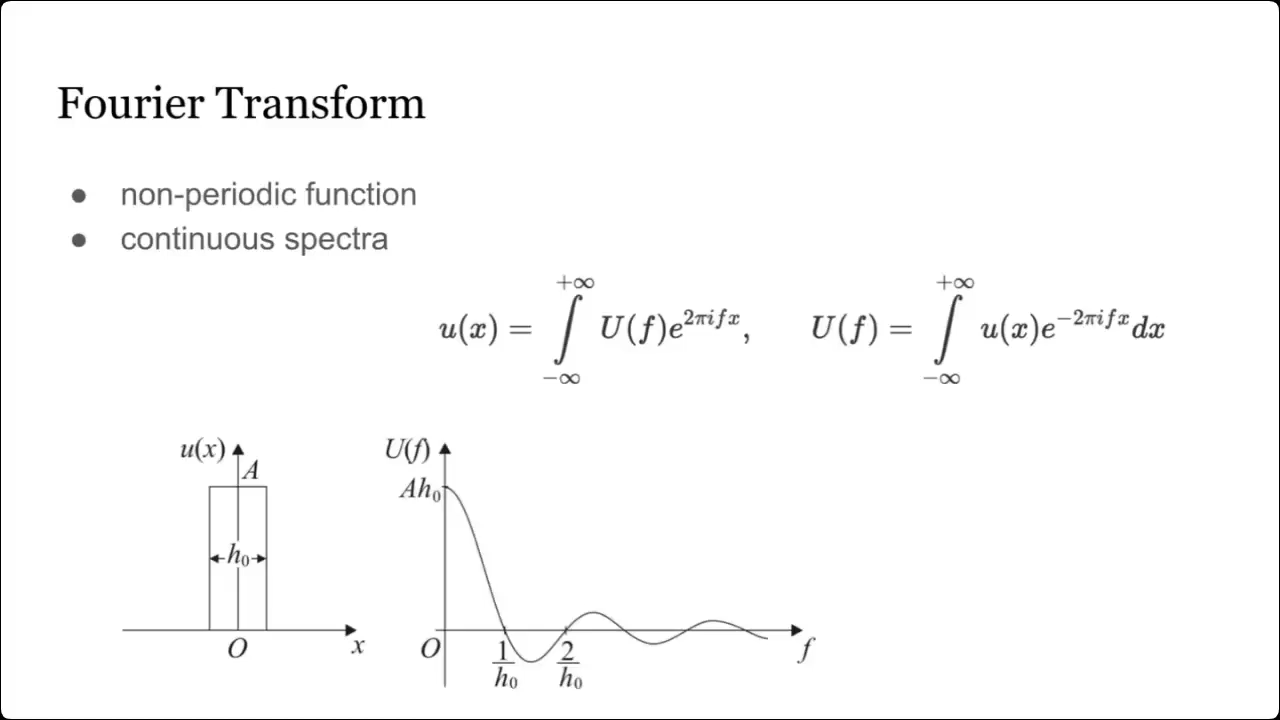 Fourier Transform
● non-periodic function
● continuous spectra
u(x) = ∫_{−∞}^{+∞} U(f)e^{2πifx}, U(f) = ∫_{−∞}^{+∞} u(x)e^{−2πifx}dx
u(x) A h₀ O x
U(f) Ah₀ O 1/h₀ 2/h₀ f